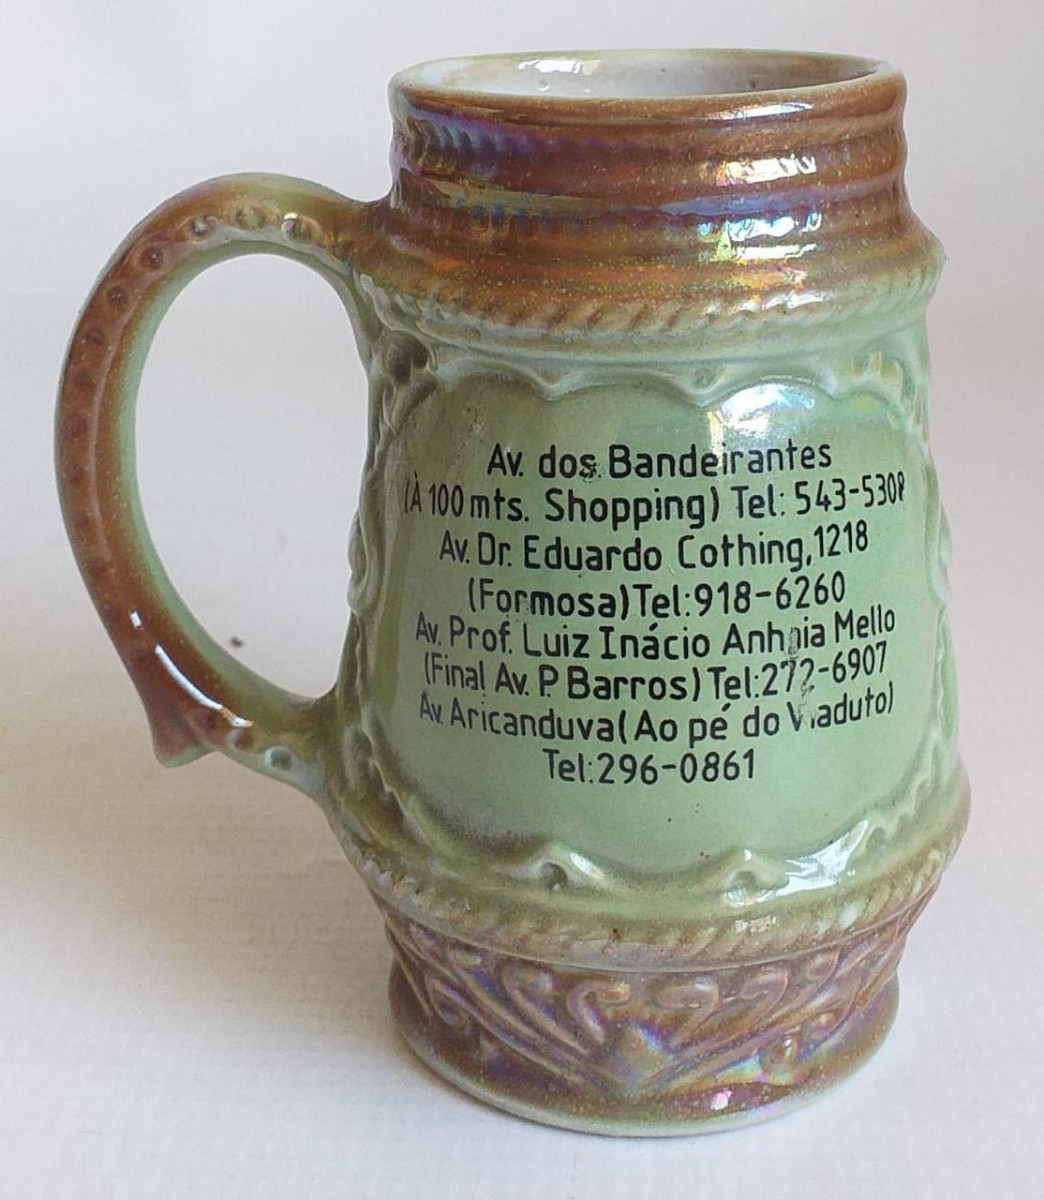 Av. dos Bandeirantes
(À 100 mts. Shopping) Tel: 543-5308
Av. Dr. Eduardo Cothing, 1218
(Formosa) Tel: 918-6260
Av. Prof. Luiz Inácio Anhaia Mello
(Final Av. P. Barros) Tel: 272-6907
Av. Aricanduva (Ao pé do Viaduto)
Tel: 296-0861